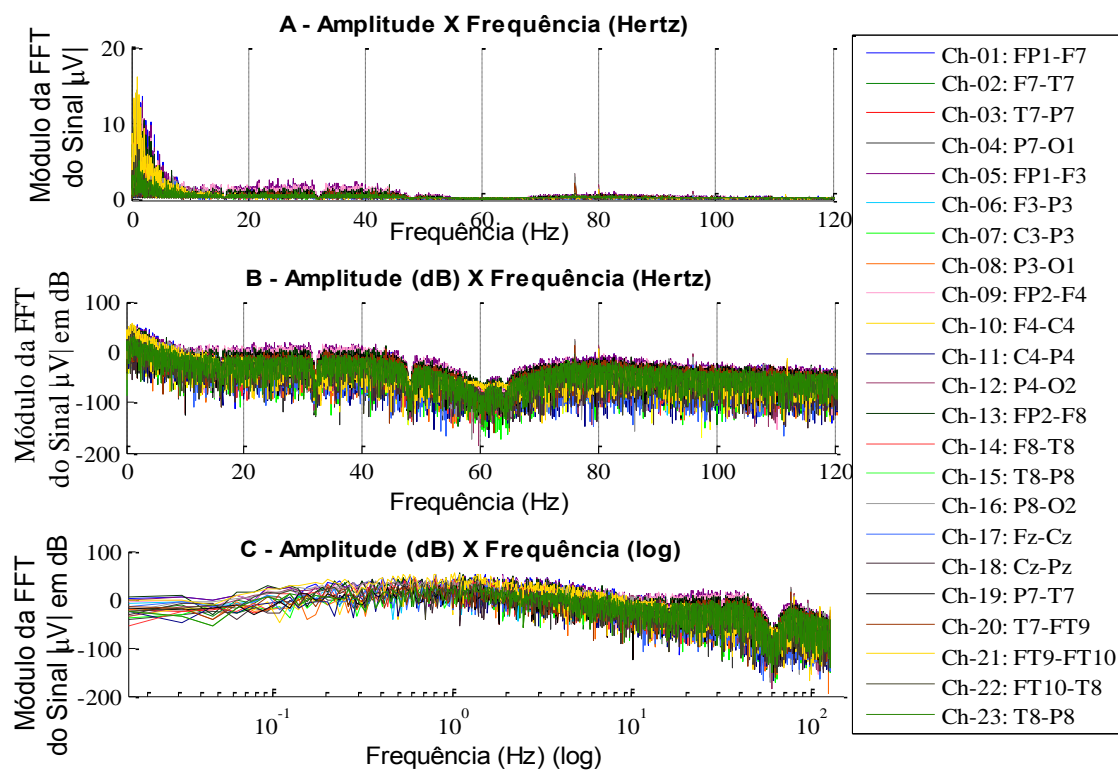 A - Amplitude X Frequência (Hertz)
Módulo da FFT
do Sinal |µV|
20
10
0
0 20 40 60 80 100 120
Frequência (Hz)
B - Amplitude (dB) X Frequência (Hertz)
Módulo da FFT
do Sinal µV| em dB
100
0
-100
-200
0 20 40 60 80 100 120
Frequência (Hz)
C - Amplitude (dB) X Frequência (log)
Módulo da FFT
do Sinal µV| em dB
100
0
-100
-200
10^-1 10^0 10^1 10^2
Frequência (Hz) (log)
Ch-01: FP1-F7
Ch-02: F7-T7
Ch-03: T7-P7
Ch-04: P7-O1
Ch-05: FP1-F3
Ch-06: F3-P3
Ch-07: C3-P3
Ch-08: P3-O1
Ch-09: FP2-F4
Ch-10: F4-C4
Ch-11: C4-P4
Ch-12: P4-O2
Ch-13: FP2-F8
Ch-14: F8-T8
Ch-15: T8-P8
Ch-16: P8-O2
Ch-17: Fz-Cz
Ch-18: Cz-Pz
Ch-19: P7-T7
Ch-20: T7-FT9
Ch-21: FT9-FT10
Ch-22: FT10-T8
Ch-23: T8-P8